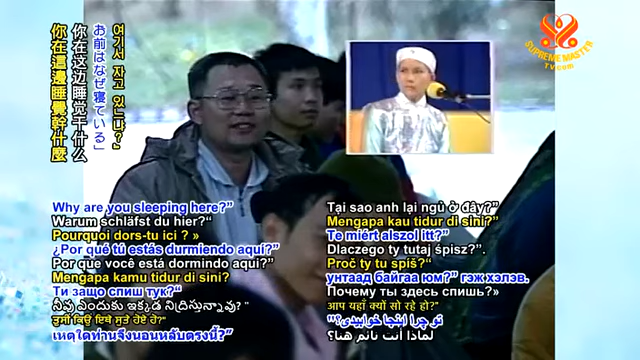 SUPREME MASTER
TV.com
여기서 자고 있느냐?"
お前はなぜ寝ている」
你在这边睡觉干什么
你在這邊睡覺幹什麼
Why are you sleeping here?”
Warum schläfst du hier?“
Pourquoi dors-tu ici ? »
¿Por qué tú estás durmiendo aquí?”
Por que você está dormindo aqui?”
Mengapa kamu tidur di sini?
Ти защо спиш тук?“
నీవు ఎందుకు ఇక్కడ నిద్రిస్తున్నావు? "
ਤੁਸੀਂ ਕਿਉਂ ਇਥੇ ਸੁਤੇ ਹੋਏ ਹੋ?"
เหตุใดท่านจึงนอนหลับตรงนี้?”
Tại sao anh lại ngủ ở đây?”
Mengapa kau tidur di sini?”
Te miért alszol itt?”
Dlaczego ty tutaj śpisz?”.
Proč ty tu spíš?“
унтаад байгаа юм?” гэж хэлэв.
Почему ты здесь спишь?»
आप यहाँ क्यों सो रहे हो?"
تو چرا اینجا خوابیدی؟"
لماذا أنت نائم هنا؟